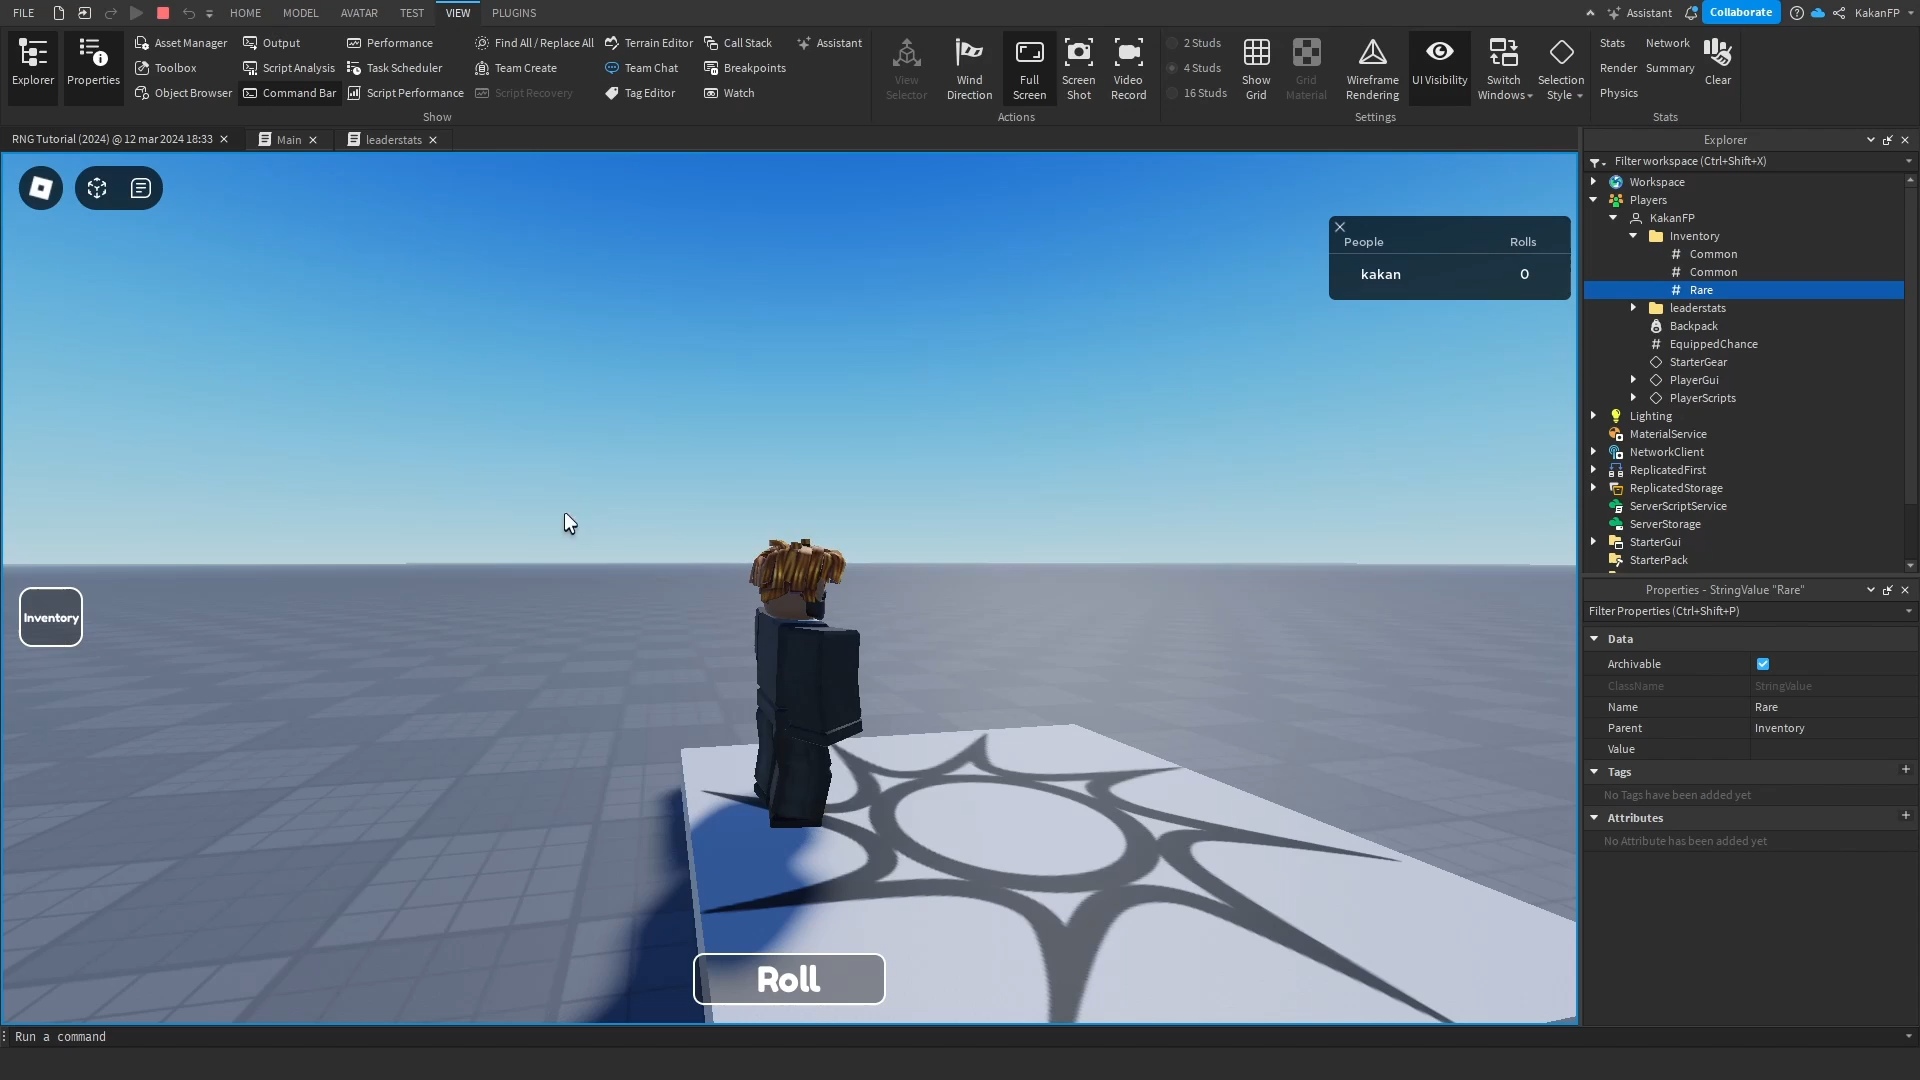 FILE HOME MODEL AVATAR TEST VIEW PLUGINS Assistant Collaborate KakanFP
Explorer
Properties
Asset Manager
Toolbox
Object Browser
Output
Script Analysis
Command Bar
Performance
Task Scheduler
Script Performance
Find All / Replace All
Team Create
Script Recovery
Terrain Editor
Team Chat
Tag Editor
Call Stack
Breakpoints
Watch
Assistant
Show
View
Selector
Wind
Direction
Full
Screen
Screen
Shot
Video
Record
Actions
2 Studs
4 Studs
16 Studs
Show
Grid
Grid
Material
Wireframe
Rendering
UI Visibility
Switch
Windows
Selection
Style
Settings
Stats
Render
Physics
Network
Summary
Clear
Stats
RNG Tutorial (2024) @ 12 mar 2024 18:33
Main
leaderstats
People Rolls
kakan 0
Inventory
Roll
Explorer
Filter workspace (Ctrl+Shift+X)
Workspace
Players
KakanFP
Inventory
Common
Common
Rare
leaderstats
Backpack
EquippedChance
StarterGear
PlayerGui
PlayerScripts
Lighting
MaterialService
NetworkClient
ReplicatedFirst
ReplicatedStorage
ServerScriptService
ServerStorage
StarterGui
StarterPack
Properties - StringValue "Rare"
Filter Properties (Ctrl+Shift+P)
Data
Archivable
ClassName StringValue
Name Rare
Parent Inventory
Value
Tags
No Tags have been added yet
Attributes
No Attribute has been added yet
Run a command